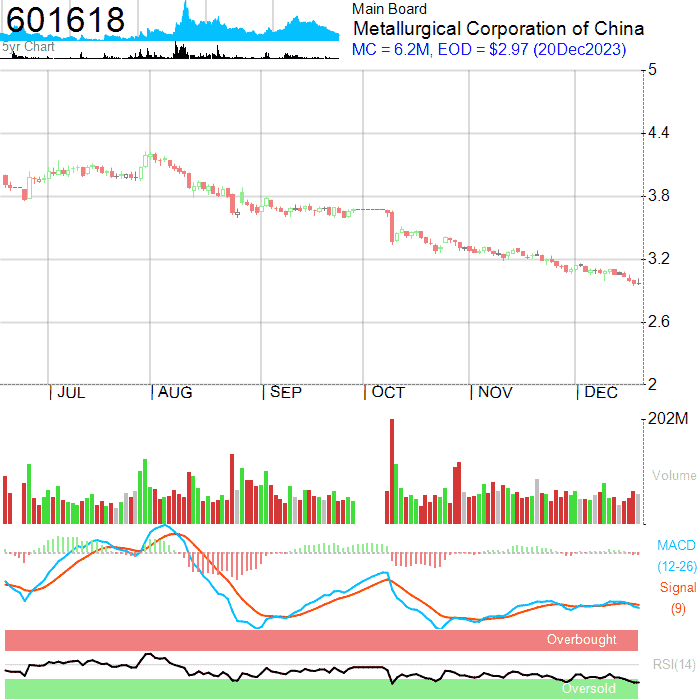 601618
5yr Chart
Main Board
Metallurgical Corporation of China
MC = 6.2M, EOD = $2.97 (20Dec2023)
5
4.4
3.8
3.2
2.6
2
JUL
AUG
SEP
OCT
NOV
DEC
202M
Volume
MACD
(12-26)
Signal
(9)
Overbought
RSI(14)
Oversold